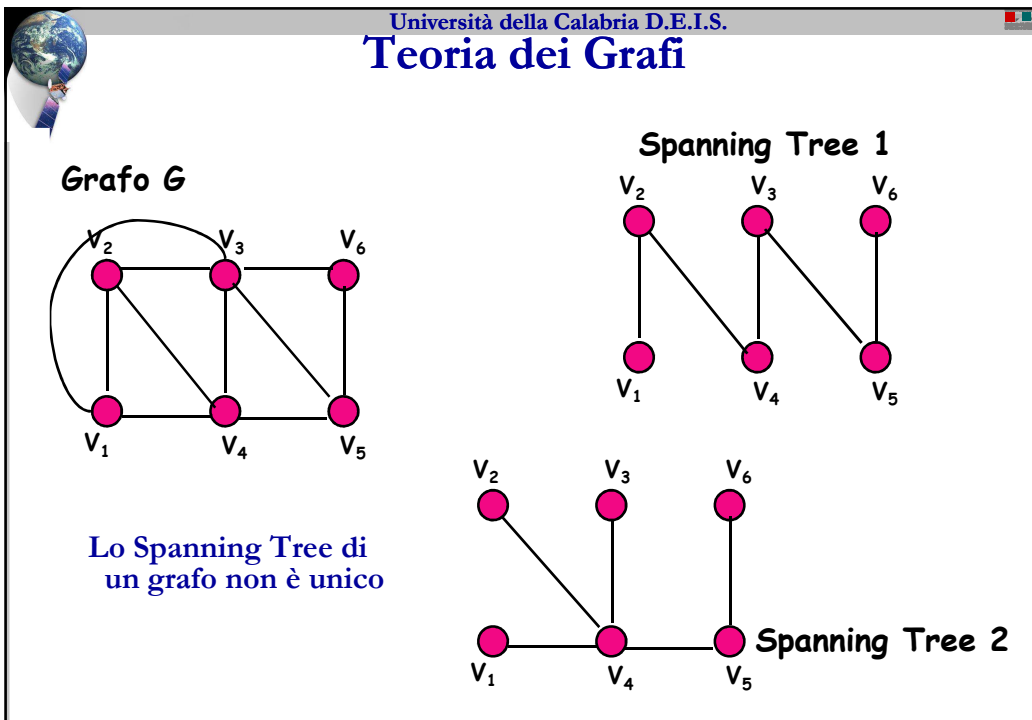 Università della Calabria D.E.I.S.
Teoria dei Grafi
Grafo G
V2 V3 V6
V1 V4 V5
Spanning Tree 1
V2 V3 V6
V1 V4 V5
Lo Spanning Tree di
un grafo non è unico
V2 V3 V6
Spanning Tree 2
V1 V4 V5